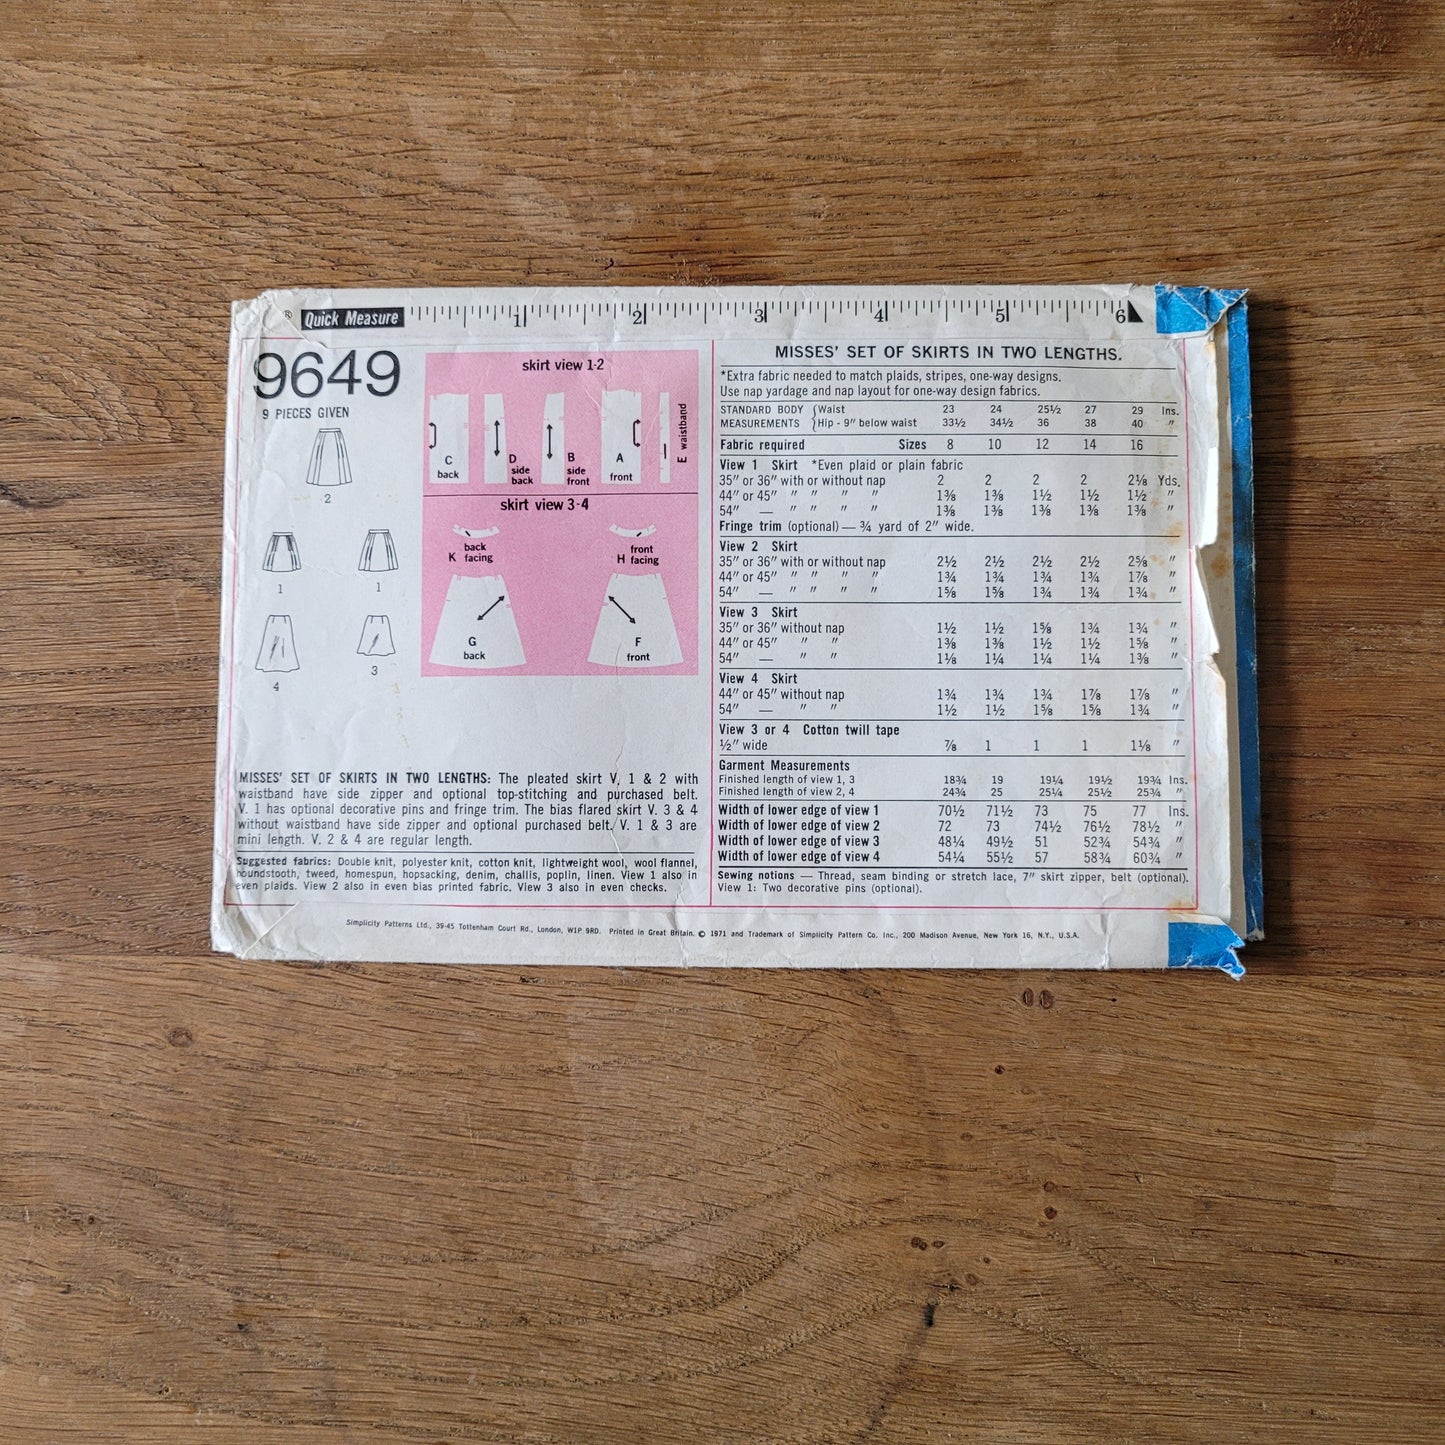 ® Quick Measure 1 2 3 4 5 6
9649
9 PIECES GIVEN
2
1 1
4 3
skirt view 1-2
C back
D side back
B side front
A front
E waistband
skirt view 3-4
K back facing
H front facing
G back
F front
MISSES' SET OF SKIRTS IN TWO LENGTHS: The pleated skirt V. 1 & 2 with
waistband have side zipper and optional top-stitching and purchased belt.
V. 1 has optional decorative pins and fringe trim. The bias flared skirt V. 3 & 4
without waistband have side zipper and optional purchased belt. V. 1 & 3 are
mini length. V. 2 & 4 are regular length.
Suggested fabrics: Double knit, polyester knit, cotton knit, lightweight wool, wool flannel,
houndstooth, tweed, homespun, hopsacking, denim, challis, poplin, linen. View 1 also in
even plaids. View 2 also in even bias printed fabric. View 3 also in even checks.
MISSES' SET OF SKIRTS IN TWO LENGTHS.
*Extra fabric needed to match plaids, stripes, one-way designs.
Use nap yardage and nap layout for one-way design fabrics.
STANDARD BODY {Waist 23 24 25½ 27 29 Ins.
MEASUREMENTS }Hip - 9" below waist 33½ 34½ 36 38 40 "
Fabric required Sizes 8 10 12 14 16
View 1 Skirt *Even plaid or plain fabric
35" or 36" with or without nap 2 2 2 2 2⅛ Yds.
44" or 45" " " " " 1⅜ 1⅜ 1½ 1½ 1½ "
54" — " " " " 1⅜ 1⅜ 1⅜ 1⅜ 1⅜ "
Fringe trim (optional) — ¾ yard of 2" wide.
View 2 Skirt
35" or 36" with or without nap 2½ 2½ 2½ 2½ 2⅝ "
44" or 45" " " " " 1¾ 1¾ 1¾ 1¾ 1⅞ "
54" — " " " " 1⅝ 1⅝ 1¾ 1¾ 1¾ "
View 3 Skirt
35" or 36" without nap 1½ 1½ 1⅝ 1¾ 1¾ "
44" or 45" " " 1⅜ 1⅜ 1½ 1½ 1⅝ "
54" — " " 1⅛ 1¼ 1¼ 1¼ 1⅜ "
View 4 Skirt
44" or 45" without nap 1¾ 1¾ 1¾ 1⅞ 1⅞ "
54" — " " 1½ 1½ 1⅝ 1⅝ 1¾ "
View 3 or 4 Cotton twill tape
½" wide ⅞ 1 1 1 1⅛ "
Garment Measurements
Finished length of view 1, 3 18¾ 19 19¼ 19½ 19¾ Ins.
Finished length of view 2, 4 24¾ 25 25¼ 25½ 25¾ "
Width of lower edge of view 1 70½ 71½ 73 75 77 Ins.
Width of lower edge of view 2 72 73 74½ 76½ 78½ "
Width of lower edge of view 3 48¼ 49½ 51 52¾ 54¾ "
Width of lower edge of view 4 54¼ 55½ 57 58¾ 60¾ "
Sewing notions — Thread, seam binding or stretch lace, 7" skirt zipper, belt (optional).
View 1: Two decorative pins (optional).
Simplicity Patterns Ltd., 39-45 Tottenham Court Rd., London, W1P 9RD. Printed in Great Britain. © 1971 and Trademark of Simplicity Pattern Co. Inc., 200 Madison Avenue, New York 16, N.Y., U.S.A.